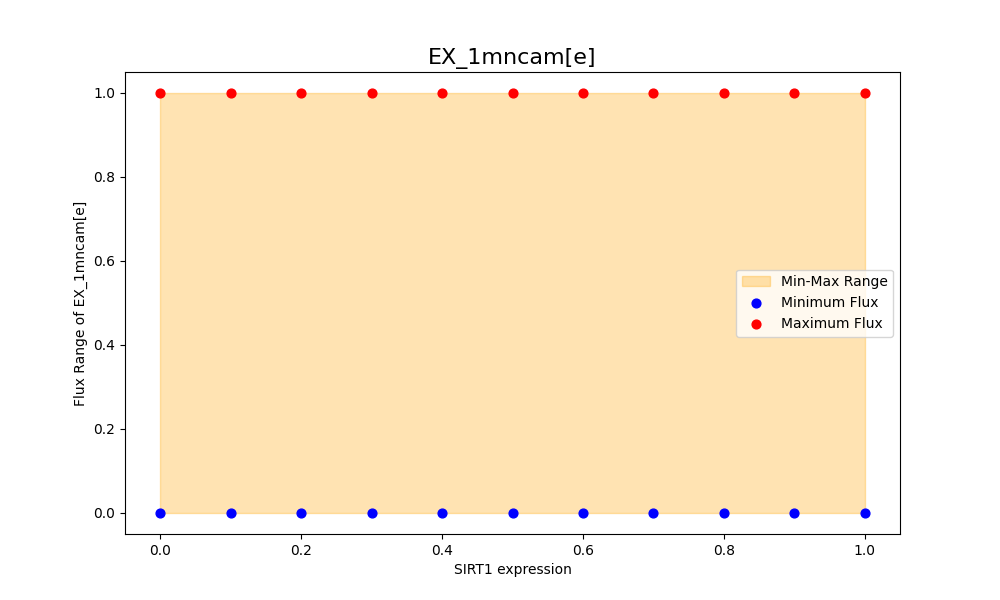 EX_1mncam[e]
Flux Range of EX_1mncam[e]
1.0
0.8
0.6
0.4
0.2
0.0
Min-Max Range
Minimum Flux
Maximum Flux
0.0 0.2 0.4 0.6 0.8 1.0
SIRT1 expression